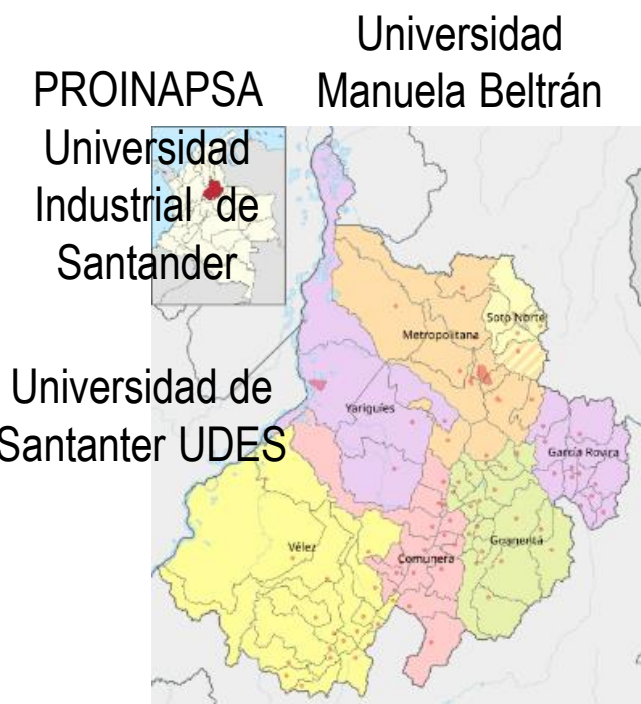 Universidad
Manuela Beltrán
PROINAPSA
Universidad
Industrial de
Santander
Universidad de
Santanter UDES
Soto Norte
Metropolitana
Yariguíes
García Rovira
Vélez
Comunera
Guanentá